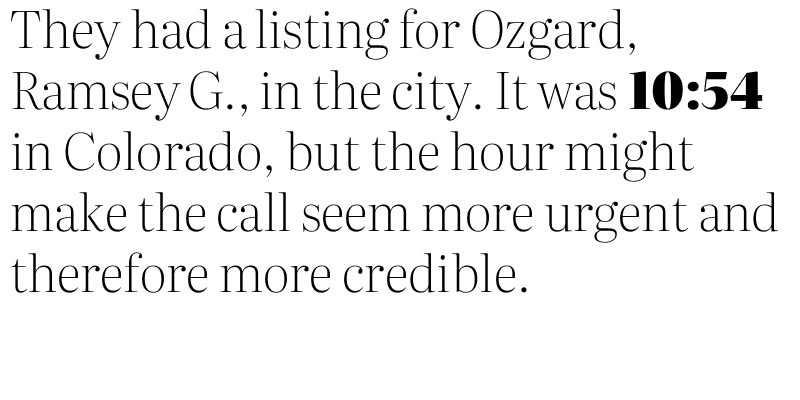 They had a listing for Ozgard,
Ramsey G., in the city. It was 10:54
in Colorado, but the hour might
make the call seem more urgent and
therefore more credible.